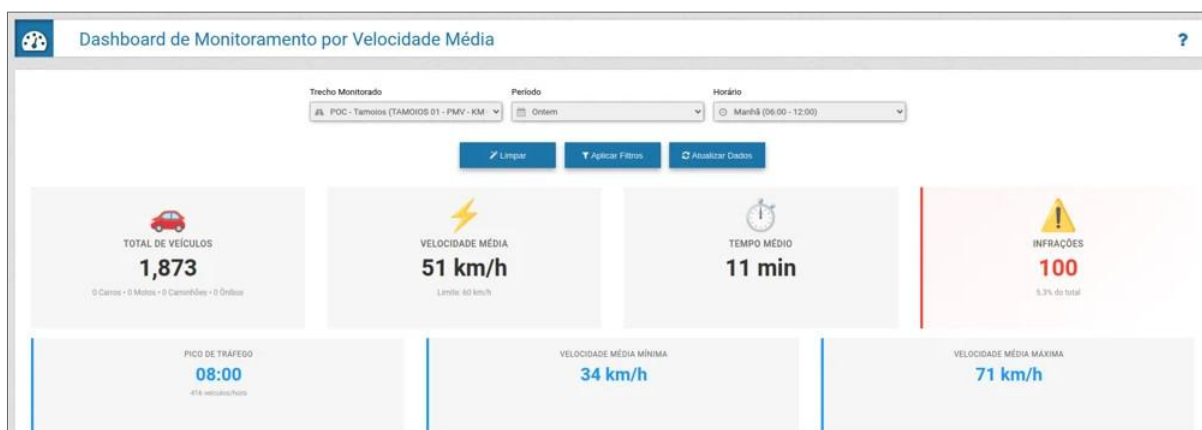 Dashboard de Monitoramento por Velocidade Média
?
Trecho Monitorado
Período
Horário
POC - Tamoios (TAMOIOS 01 - PMV - KM
Ontem
Manhã (06:00 - 12:00)
Limpar
Aplicar Filtros
Atualizar Dados
TOTAL DE VEÍCULOS
1,873
0 Carros • 0 Motos • 0 Caminhões • 0 Ônibus
VELOCIDADE MÉDIA
51 km/h
Limite: 60 km/h
TEMPO MÉDIO
11 min
INFRAÇÕES
100
5.3% do total
PICO DE TRÁFEGO
08:00
416 veículos/hora
VELOCIDADE MÉDIA MÍNIMA
34 km/h
VELOCIDADE MÉDIA MÁXIMA
71 km/h